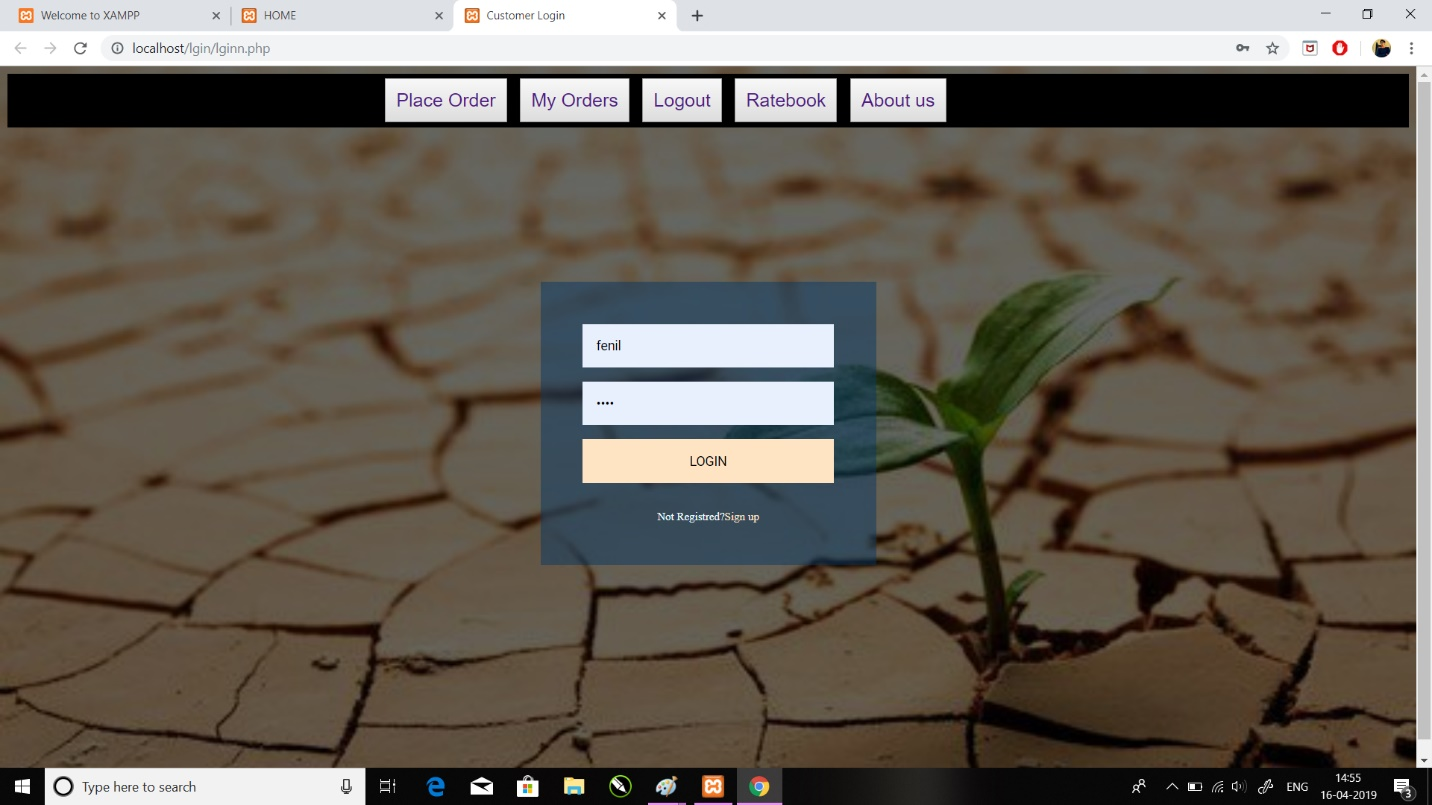 Welcome to XAMPP
HOME
Customer Login
localhost/lgin/lginn.php
Place Order
My Orders
Logout
Ratebook
About us
fenil
••••
LOGIN
Not Registred?Sign up
Type here to search
ENG
14:55
16-04-2019
3